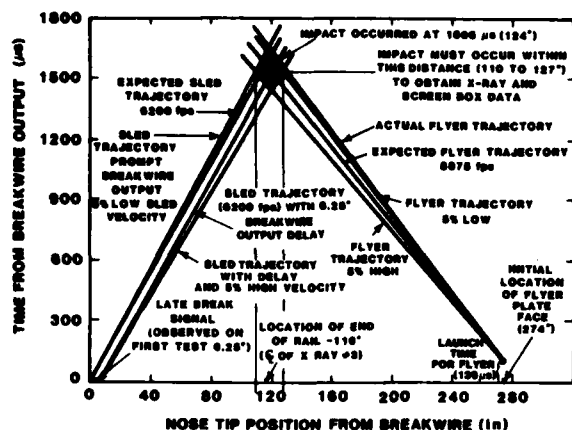 TIME FROM BREAKWIRE OUTPUT (μs)
1800
1500
1200
900
600
300
0
IMPACT OCCURRED AT 1606 μs (124")
IMPACT MUST OCCUR WITHIN
THIS DISTANCE (110 TO 127")
TO OBTAIN X-RAY AND
SCREEN BOX DATA
EXPECTED SLED
TRAJECTORY
6200 fps
ACTUAL FLYER TRAJECTORY
SLED
TRAJECTORY
PROMPT
BREAKWIRE
OUTPUT
5% LOW SLED
VELOCITY
EXPECTED FLYER TRAJECTORY
fps
SLED TRAJECTORY
(6200 fps) WITH 6.25"
BREAKWIRE
OUTPUT DELAY
FLYER TRAJECTORY
5% LOW
FLYER
TRAJECTORY
5% HIGH
SLED TRAJECTORY
WITH DELAY
AND 5% HIGH VELOCITY
INITIAL
LOCATION
OF FLYER
PLATE
FACE
(274")
LATE BREAK
SIGNAL
(OBSERVED ON
FIRST TEST 6.25")
LOCATION OF END
OF RAIL -116"
(℄ OF X RAY #3)
LAUNCH
TIME
FOR FLYER
(μs)
0 40 80 120 160 200 240 280 320
NOSE TIP POSITION FROM BREAKWIRE (in)